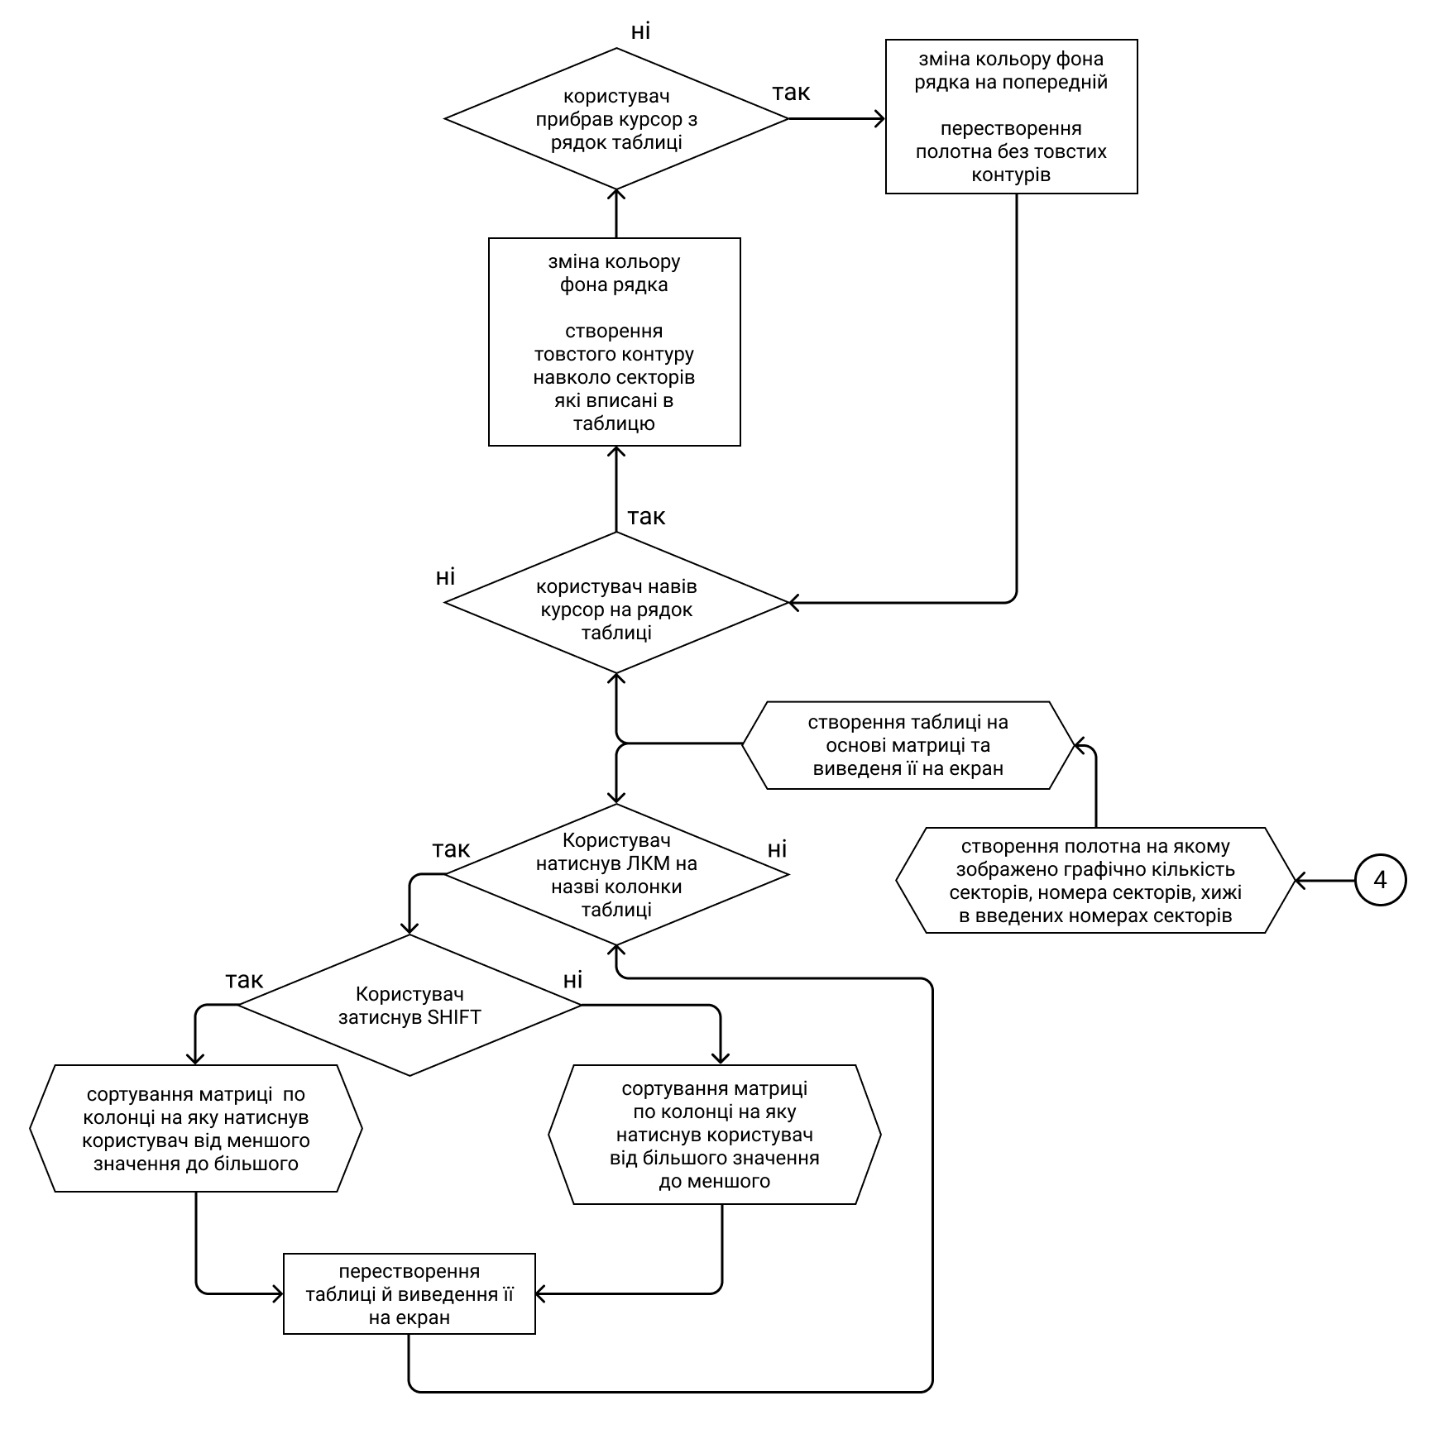 ні
користувач
прибрав курсор з
рядок таблиці
так
зміна кольору фона
рядка на попередній
перестворення
полотна без товстих
контурів
зміна кольору
фона рядка
створення
товстого контуру
навколо секторів
які вписані в
таблицю
так
ні
користувач навів
курсор на рядок
таблиці
створення таблиці на
основі матриці та
виведеня її на екран
так
Користувач
натиснув ЛКМ на
назві колонки
таблиці
ні
створення полотна на якому
зображено графічно кількість
секторів, номера секторів, хижі
в введених номерах секторів
4
так
Користувач
затиснув SHIFT
ні
сортування матриці  по
колонці на яку натиснув
користувач від меншого
значення до більшого
сортування матриці
по колонці на яку
натиснув користувач
від більшого значення
до меншого
перестворення
таблиці й виведення її
на екран